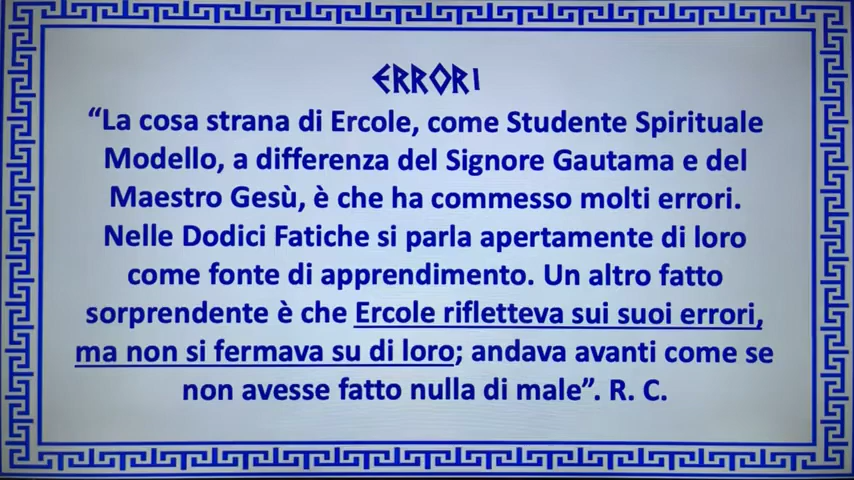 ERRORI
“La cosa strana di Ercole, come Studente Spirituale
Modello, a differenza del Signore Gautama e del
Maestro Gesù, è che ha commesso molti errori.
Nelle Dodici Fatiche si parla apertamente di loro
come fonte di apprendimento. Un altro fatto
sorprendente è che Ercole rifletteva sui suoi errori,
ma non si fermava su di loro; andava avanti come se
non avesse fatto nulla di male”. R. C.